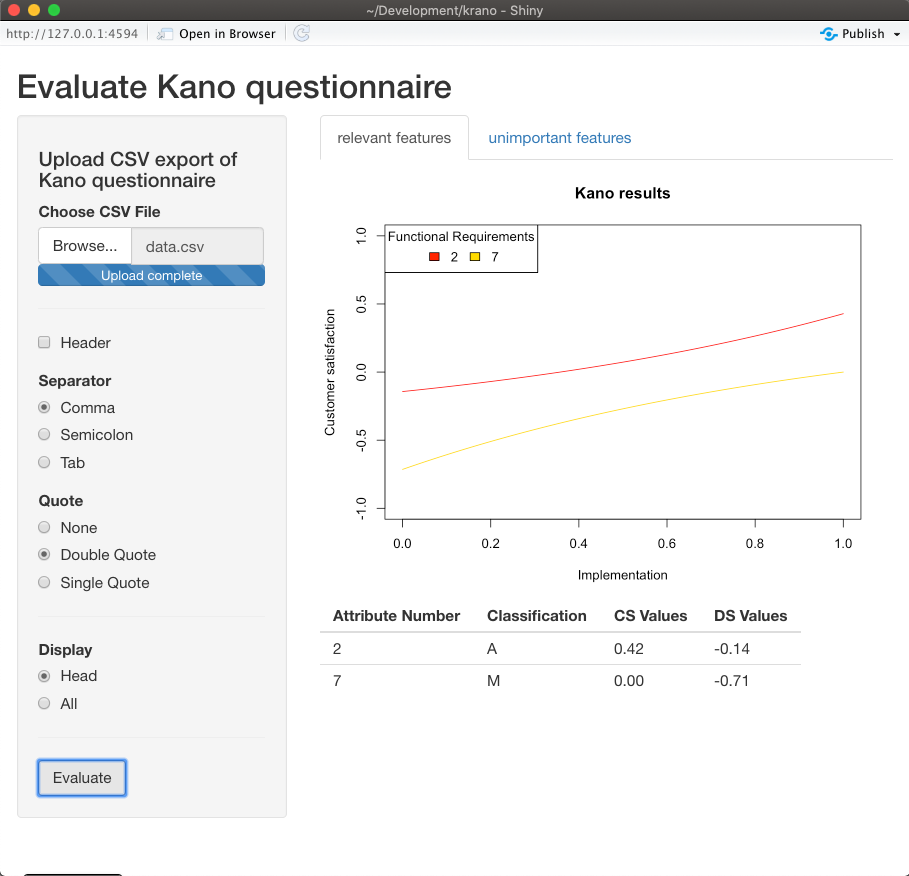 ~/Development/krano - Shiny
http://127.0.0.1:4594 Open in Browser Publish
Evaluate Kano questionnaire
Upload CSV export of
Kano questionnaire
Choose CSV File
Browse... data.csv
Upload complete
Header
Separator
Comma
Semicolon
Tab
Quote
None
Double Quote
Single Quote
Display
Head
All
Evaluate
relevant features unimportant features
Kano results
Functional Requirements
2 7
Customer satisfaction
1.0
0.5
0.0
-0.5
-1.0
0.0 0.2 0.4 0.6 0.8 1.0
Implementation
Attribute Number Classification CS Values DS Values
2 A 0.42 -0.14
7 M 0.00 -0.71